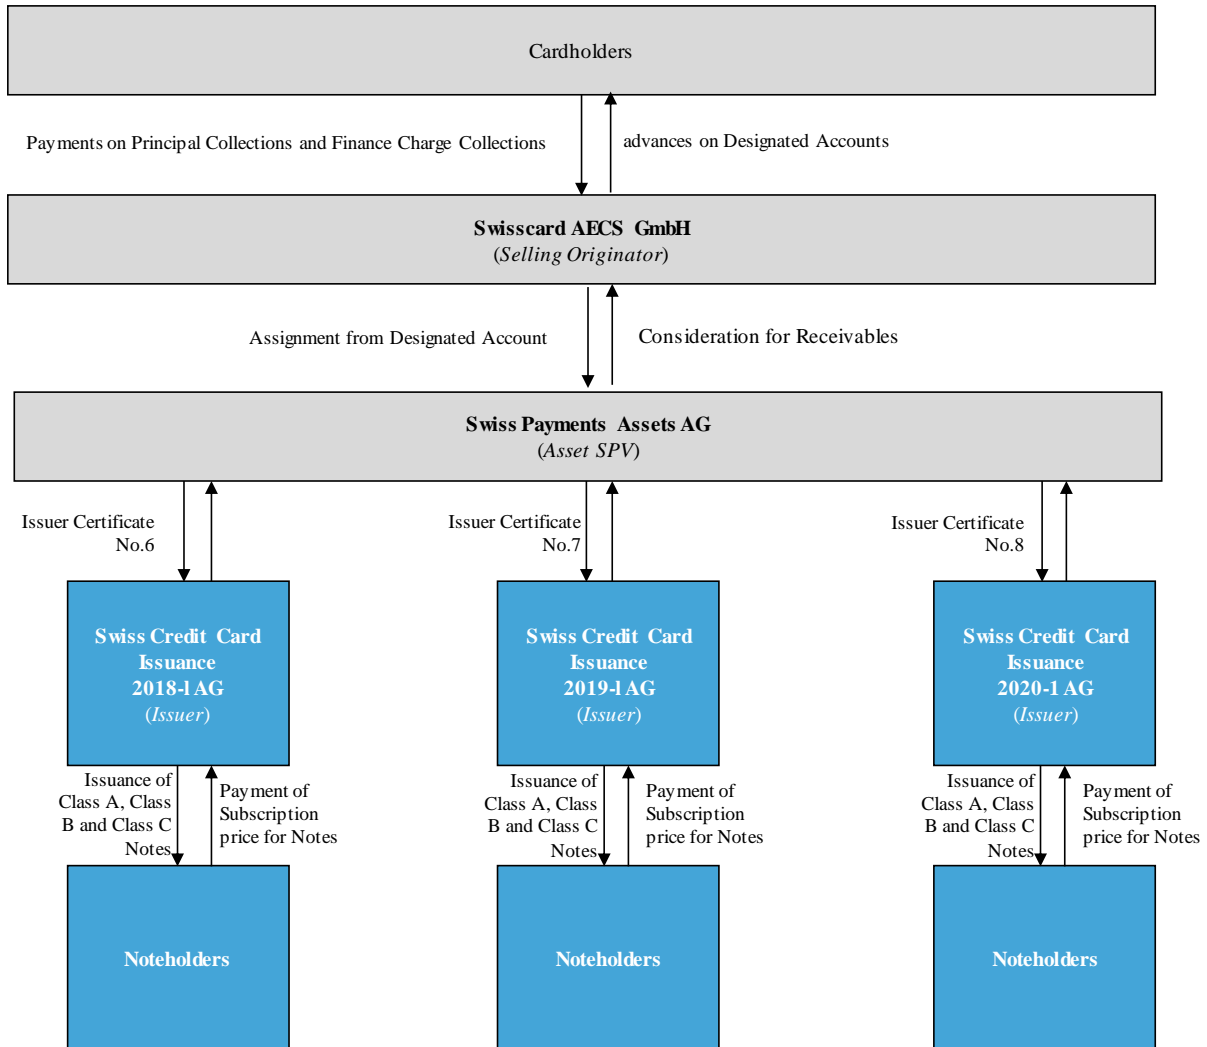 Cardholders
Payments on Principal Collections and Finance Charge Collections
advances on Designated Accounts
Swisscard AECS GmbH
(Selling Originator)
Assignment from Designated Account
Consideration for Receivables
Swiss Payments Assets AG
(Asset SPV)
Issuer Certificate
No.6
Issuer Certificate
No.7
Issuer Certificate
No.8
Swiss Credit Card
Issuance
2018-1 AG
(Issuer)
Swiss Credit Card
Issuance
2019-1 AG
(Issuer)
Swiss Credit Card
Issuance
2020-1 AG
(Issuer)
Issuance of
Class A, Class
B and Class C
Notes
Payment of
Subscription
price for Notes
Issuance of
Class A, Class
B and Class C
Notes
Payment of
Subscription
price for Notes
Issuance of
Class A, Class
B and Class C
Notes
Payment of
Subscription
price for Notes
Noteholders
Noteholders
Noteholders